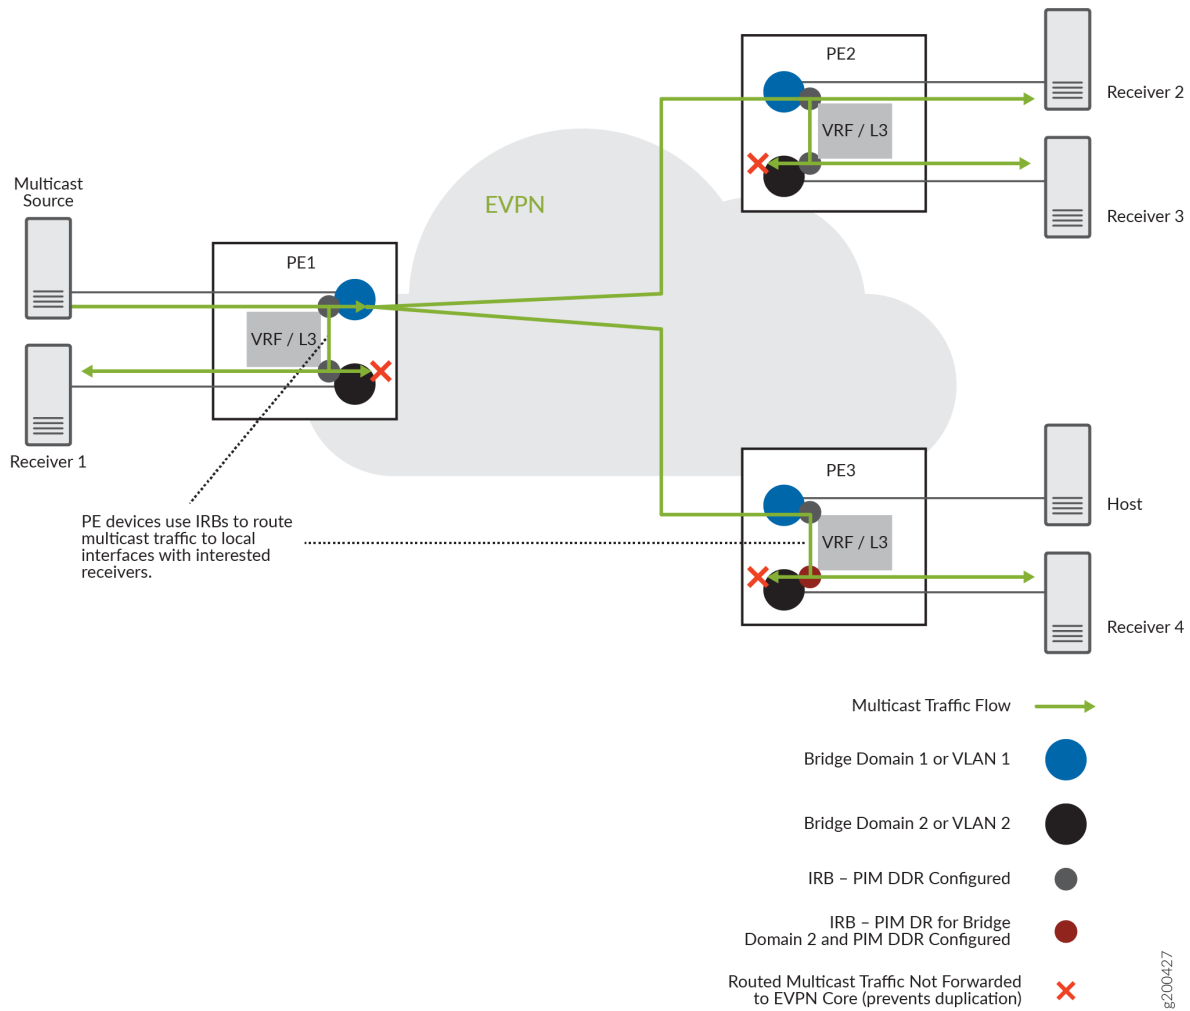 PE2
Receiver 2
VRF / L3
Multicast
Source
EVPN
Receiver 3
PE1
VRF / L3
Receiver 1
PE3
Host
PE devices use IRBs to route
multicast traffic to local
interfaces with interested
receivers.
VRF / L3
Receiver 4
Multicast Traffic Flow
Bridge Domain 1 or VLAN 1
Bridge Domain 2 or VLAN 2
IRB – PIM DDR Configured
IRB – PIM DR for Bridge
Domain 2 and PIM DDR Configured
Routed Multicast Traffic Not Forwarded
to EVPN Core (prevents duplication)
g200427